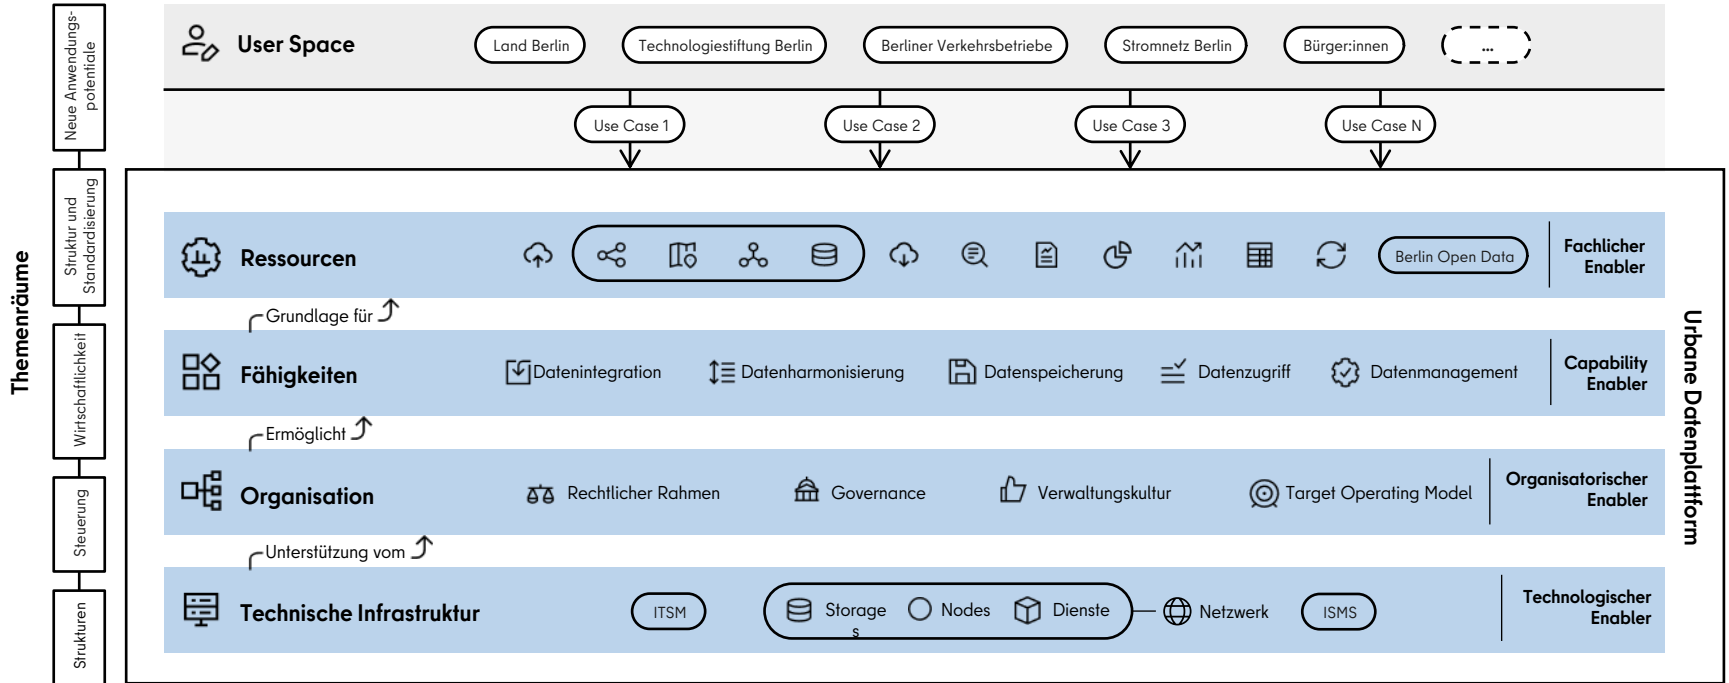 Themenräume
Neue Anwendungs-
potentiale
Struktur und
Standardisierung
Wirtschaftlichkeit
Steuerung
Strukturen
User Space
Land Berlin
Technologiestiftung Berlin
Berliner Verkehrsbetriebe
Stromnetz Berlin
Bürger:innen
...
Use Case 1
Use Case 2
Use Case 3
Use Case N
Ressourcen
Berlin Open Data
Fachlicher
Enabler
Grundlage für
Fähigkeiten
Datenintegration
Datenharmonisierung
Datenspeicherung
Datenzugriff
Datenmanagement
Capability
Enabler
Ermöglicht
Organisation
Rechtlicher Rahmen
Governance
Verwaltungskultur
Target Operating Model
Organisatorischer
Enabler
Unterstützung vom
Technische Infrastruktur
ITSM
Storage
s
Nodes
Dienste
Netzwerk
ISMS
Technologischer
Enabler
Urbane Datenplattform